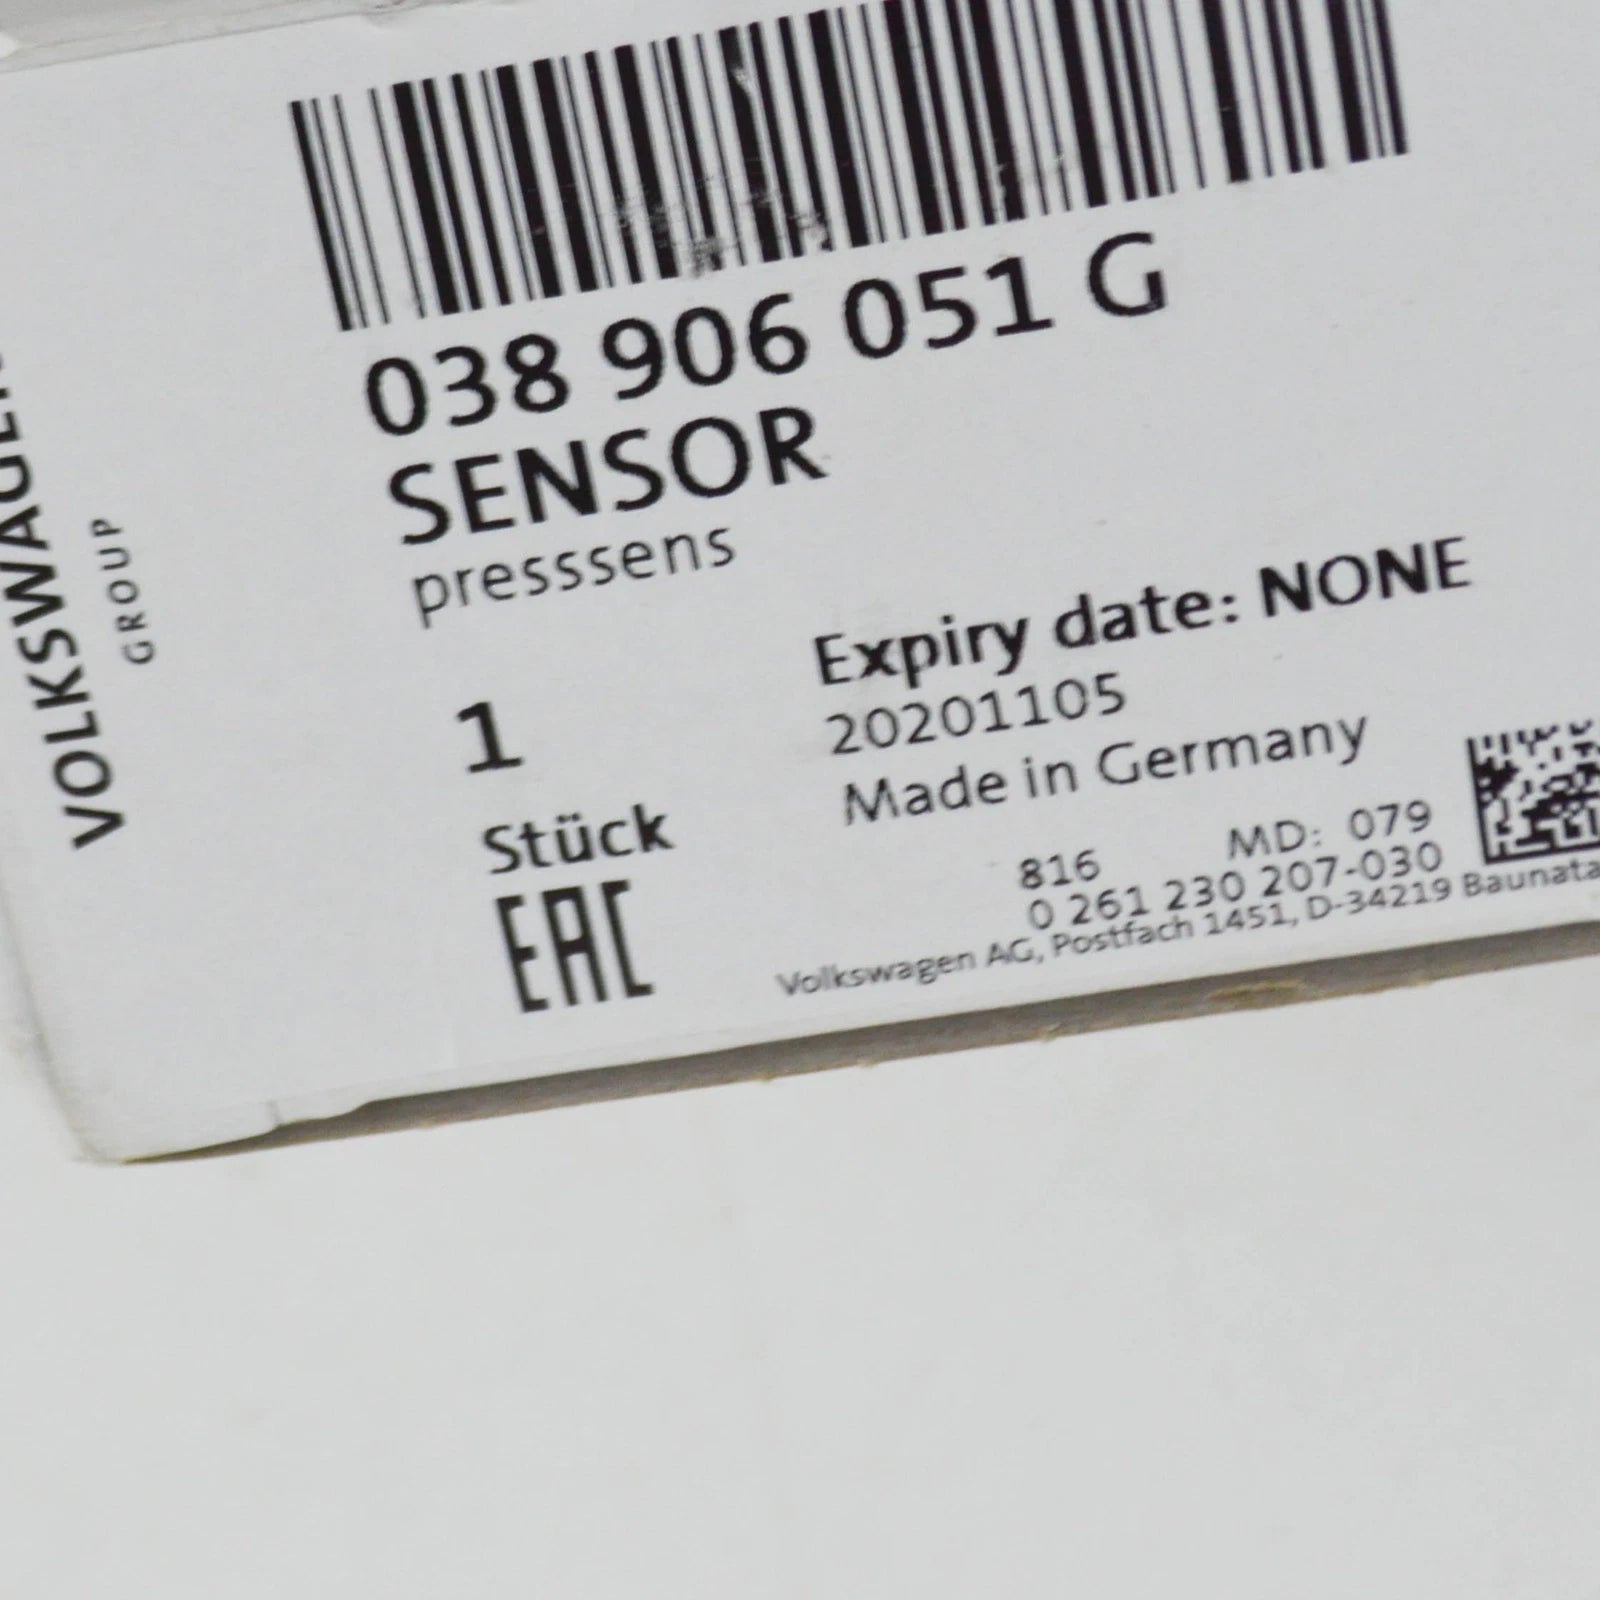 VOLKSWAGEN
GROUP
038 906 051 G
SENSOR
presssens
1
Stück
EAC
Expiry date: NONE
20201105
Made in Germany
816 MD: 079
0 261 230 207-030
Volkswagen AG, Postfach 1451, D-34219 Baunata